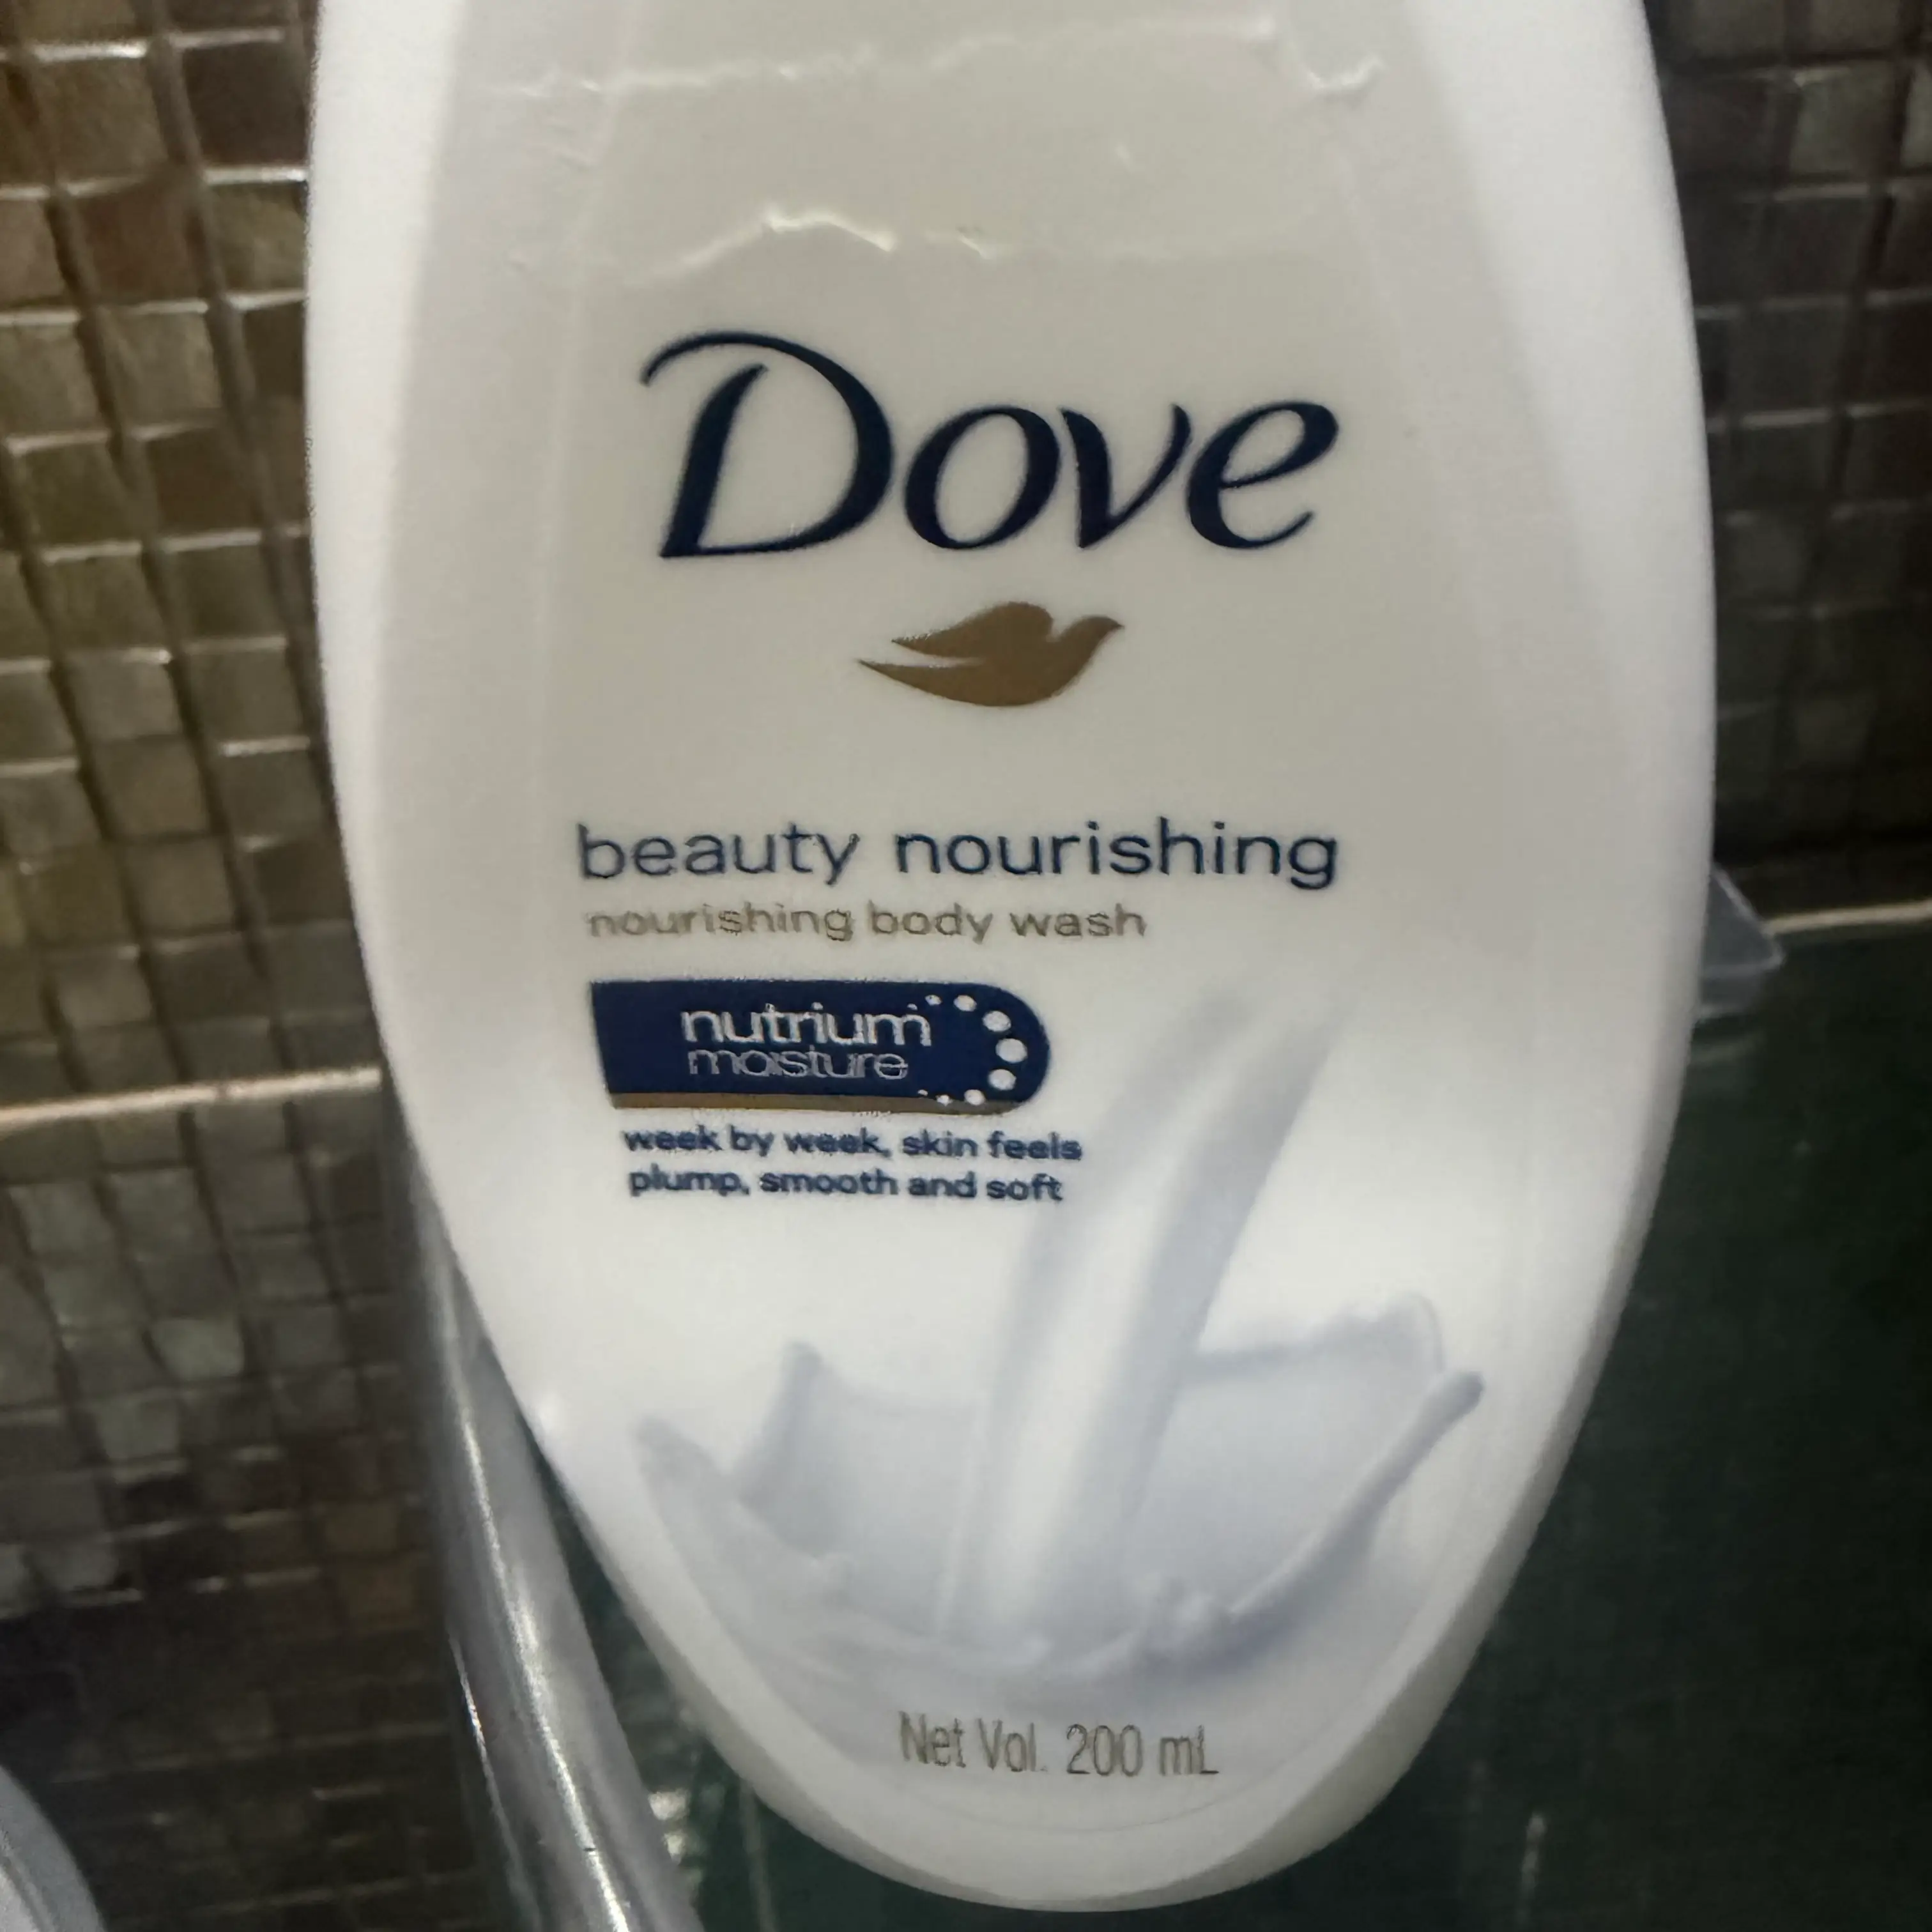 Dove
beauty nourishing
nourishing body wash
nutrium
moisture
week by week, skin feels
plump, smooth and soft
Net Vol. 200 mL